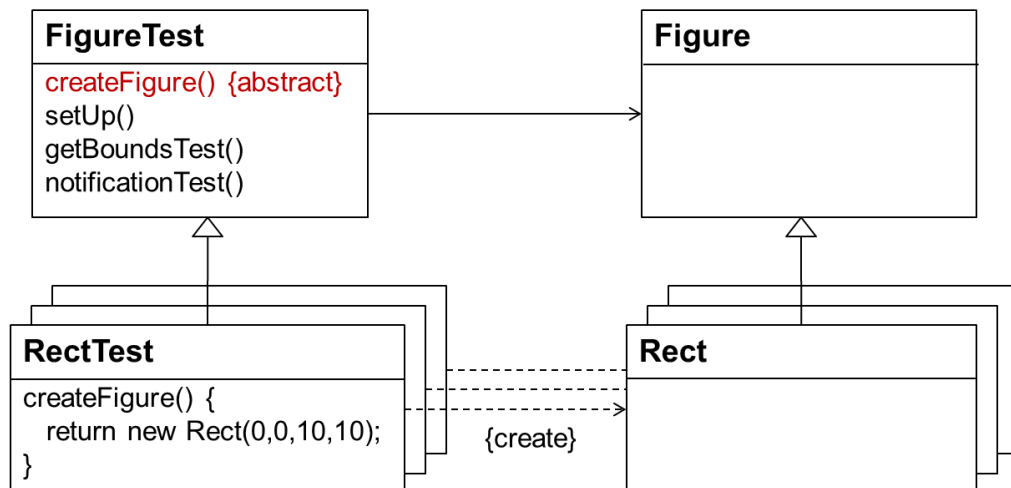 FigureTest
createFigure() {abstract}
setUp()
getBoundsTest()
notificationTest()
Figure
RectTest
createFigure() {
return new Rect(0,0,10,10);
}
{create}
Rect